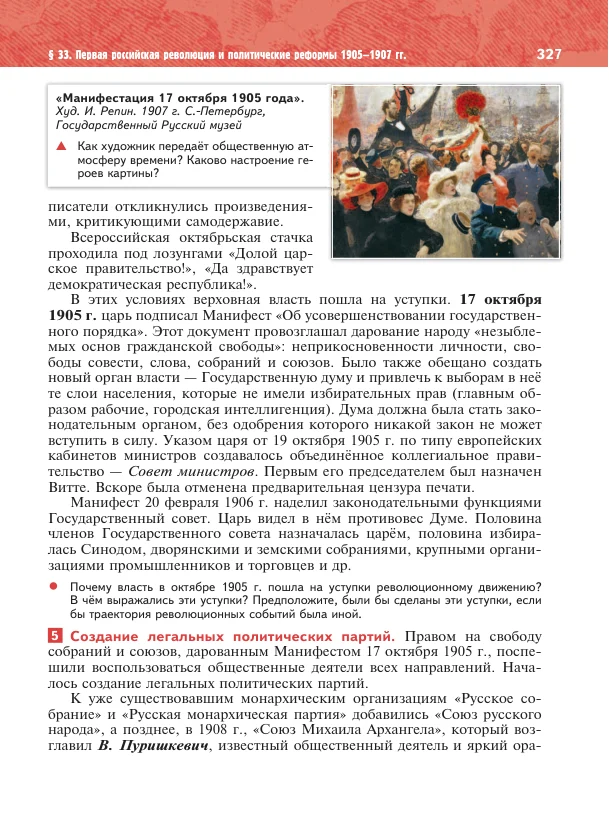 § 33. Первая российская революция и политические реформы 1905–1907 гг.
327
«Манифестация 17 октября 1905 года».
Худ. И. Репин. 1907 г. С.-Петербург,
Государственный Русский музей
▲ Как художник передаёт общественную ат-
мосферу времени? Каково настроение ге-
роев картины?
писатели откликнулись произведения-
ми, критикующими самодержавие.
Всероссийская октябрьская стачка
проходила под лозунгами «Долой цар-
ское правительство!», «Да здравствует
демократическая республика!».
В этих условиях верховная власть пошла на уступки. 17 октября
1905 г. царь подписал Манифест «Об усовершенствовании государствен-
ного порядка». Этот документ провозглашал дарование народу «незыбле-
мых основ гражданской свободы»: неприкосновенности личности, сво-
боды совести, слова, собраний и союзов. Было также обещано создать
новый орган власти — Государственную думу и привлечь к выборам в неё
те слои населения, которые не имели избирательных прав (главным об-
разом рабочие, городская интеллигенция). Дума должна была стать зако-
нодательным органом, без одобрения которого никакой закон не может
вступить в силу. Указом царя от 19 октября 1905 г. по типу европейских
кабинетов министров создавалось объединённое коллегиальное прави-
тельство — Совет министров. Первым его председателем был назначен
Витте. Вскоре была отменена предварительная цензура печати.
Манифест 20 февраля 1906 г. наделил законодательными функциями
Государственный совет. Царь видел в нём противовес Думе. Половина
членов Государственного совета назначалась царём, половина избира-
лась Синодом, дворянскими и земскими собраниями, крупными органи-
зациями промышленников и торговцев и др.
● Почему власть в октябре 1905 г. пошла на уступки революционному движению?
В чём выражались эти уступки? Предположите, были бы сделаны эти уступки, если
бы траектория революционных событий была иной.
5 Создание легальных политических партий. Правом на свободу
собраний и союзов, дарованным Манифестом 17 октября 1905 г., поспе-
шили воспользоваться общественные деятели всех направлений. Нача-
лось создание легальных политических партий.
К уже существовавшим монархическим организациям «Русское со-
брание» и «Русская монархическая партия» добавились «Союз русского
народа», а позднее, в 1908 г., «Союз Михаила Архангела», который воз-
главил В. Пуришкевич, известный общественный деятель и яркий ора-